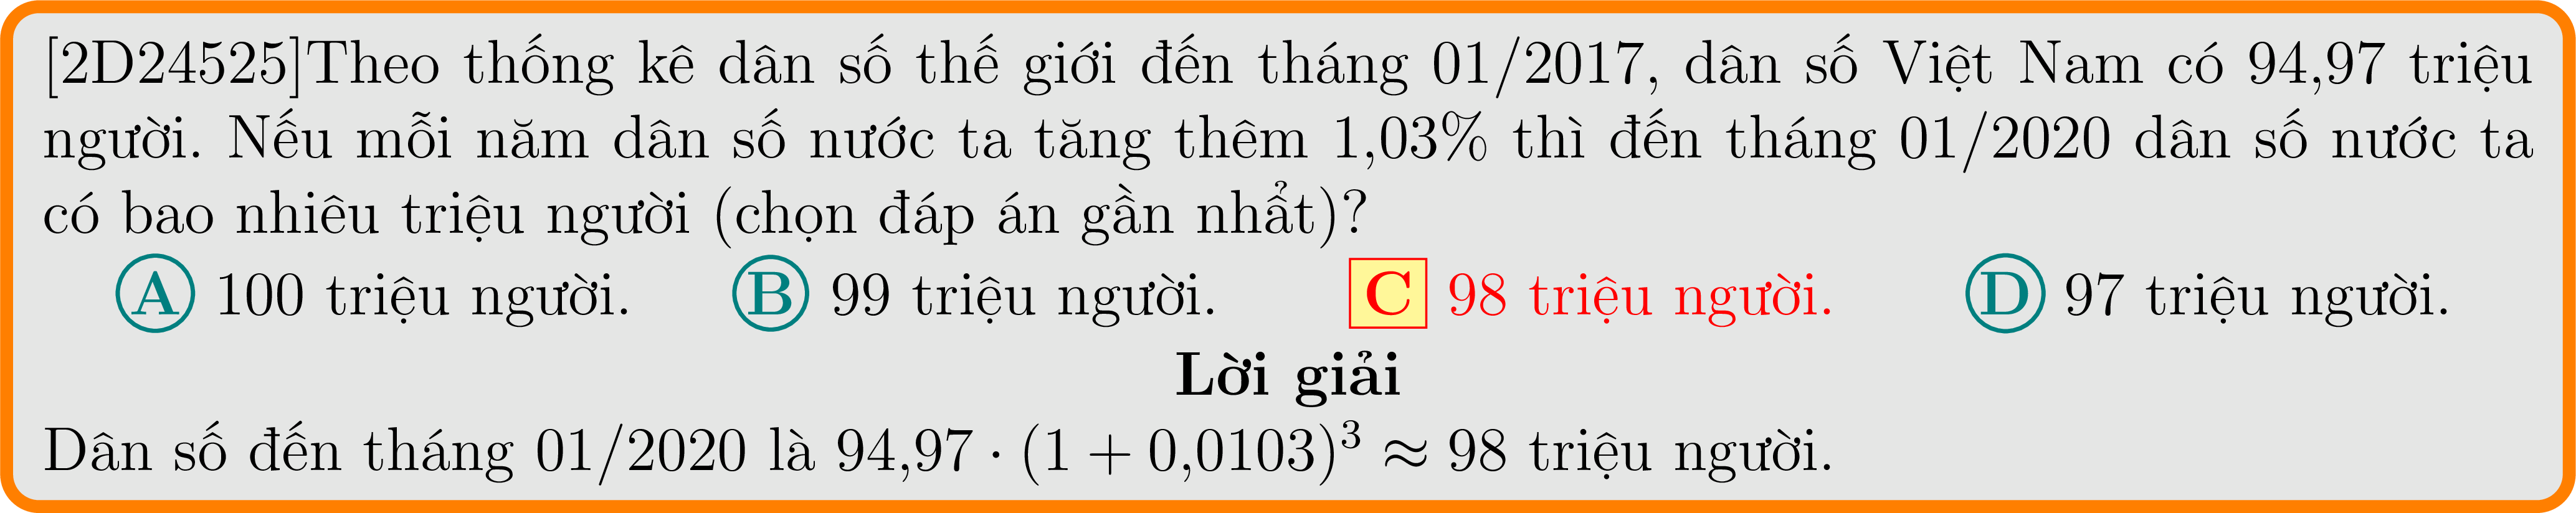 [2D24525]Theo thống kê dân số thế giới đến tháng 01/2017, dân số Việt Nam có 94,97 triệu
người. Nếu mỗi năm dân số nước ta tăng thêm 1,03% thì đến tháng 01/2020 dân số nước ta
có bao nhiêu triệu người (chọn đáp án gần nhẩt)?
A 100 triệu người. B 99 triệu người. C 98 triệu người. D 97 triệu người.
Lời giải
Dân số đến tháng 01/2020 là 94,97 · (1 + 0,0103)³ ≈ 98 triệu người.